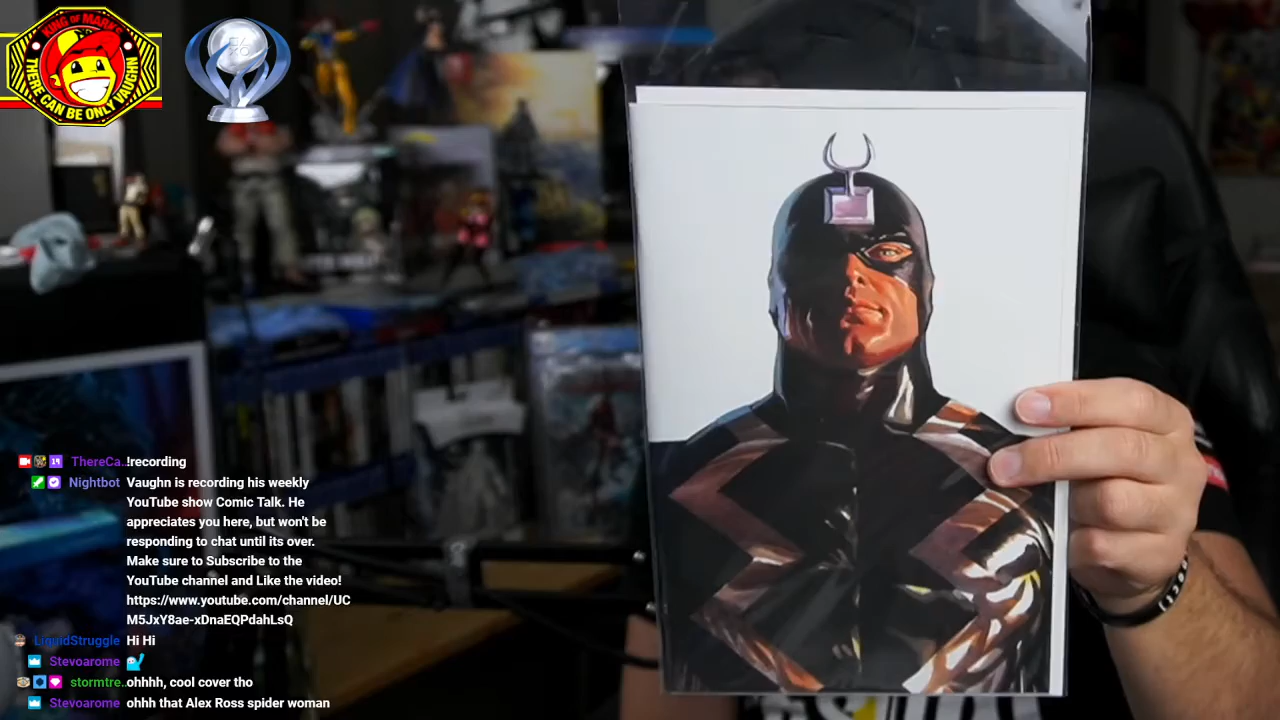 KING OF MARKS
THERE CAN BE ONLY VAUGHN
ThereCa.. !recording
Nightbot Vaughn is recording his weekly
YouTube show Comic Talk. He
appreciates you here, but won't be
responding to chat until its over.
Make sure to Subscribe to the
YouTube channel and Like the video!
https://www.youtube.com/channel/UC
M5JxY8ae-xDnaEQPdahLsQ
LiquidStruggle Hi Hi
Stevoarome
stormtre.. ohhhh, cool cover tho
Stevoarome ohhh that Alex Ross spider woman